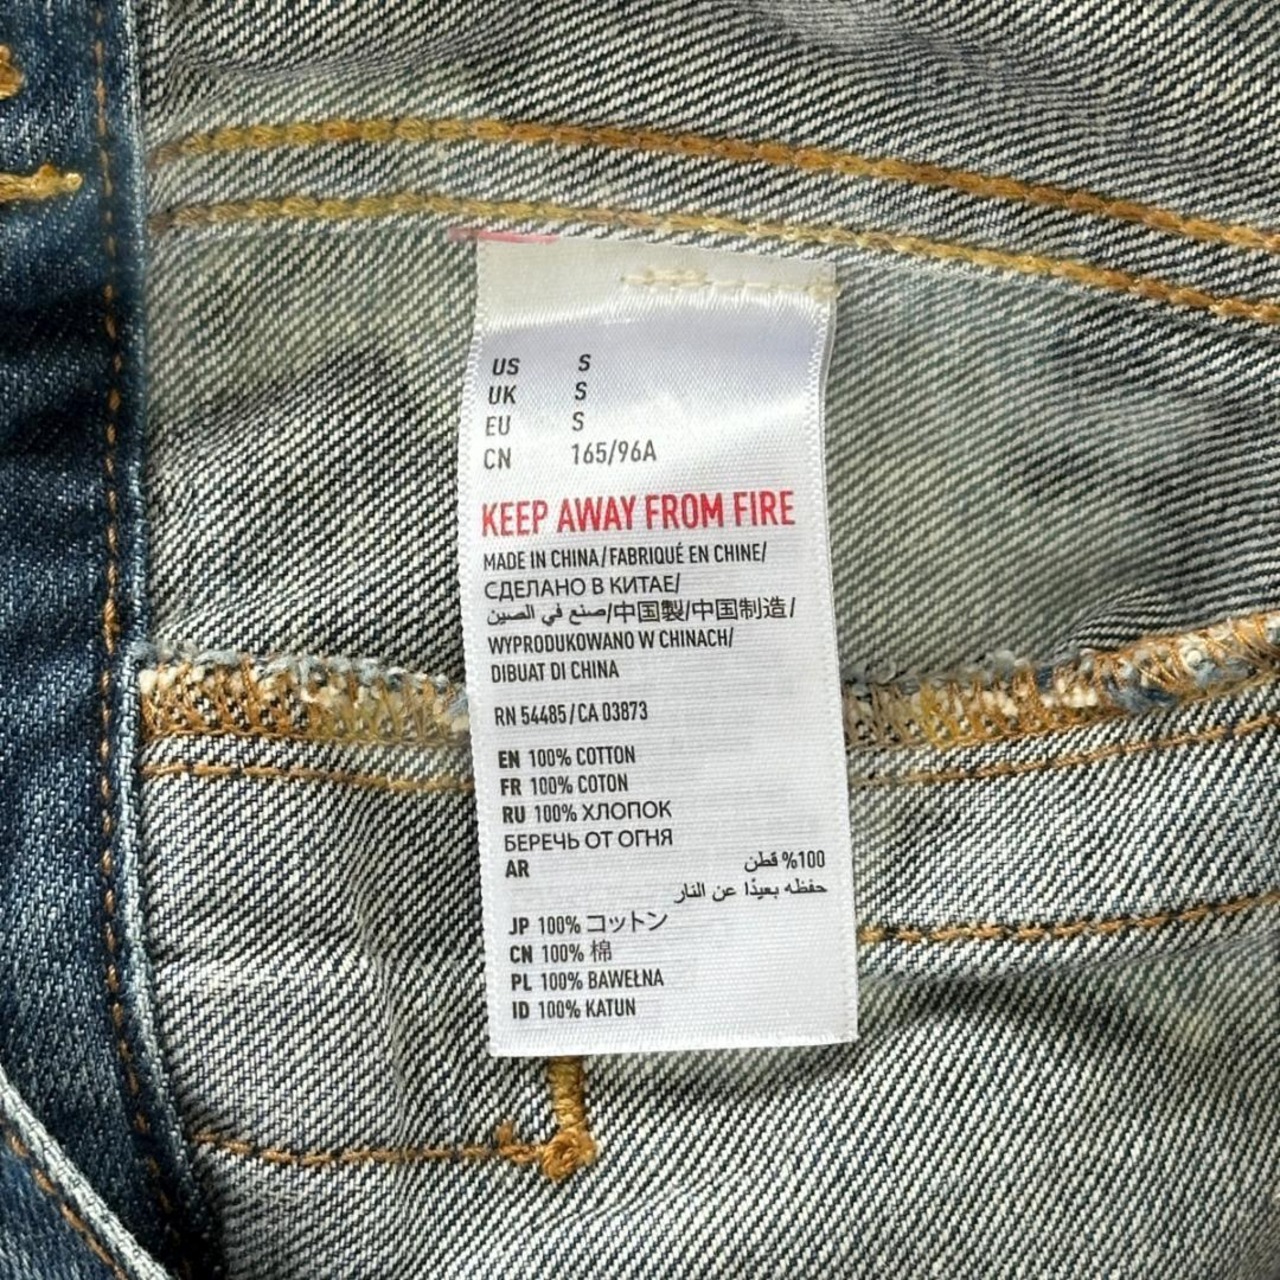 US S
UK S
EU S
CN 165/96A
KEEP AWAY FROM FIRE
MADE IN CHINA/FABRIQUÉ EN CHINE/
СДЕЛАНО В КИТАЕ/
صنع في الصين/中国製/中国制造/
WYPRODUKOWANO W CHINACH/
DIBUAT DI CHINA
RN 54485/CA 03873
EN 100% COTTON
FR 100% COTON
RU 100% ХЛОПОК
БЕРЕЧЬ ОТ ОГНЯ
AR 100% قطن
حفظه بعيدًا عن النار
JP 100% コットン
CN 100% 棉
PL 100% BAWEŁNA
ID 100% KATUN